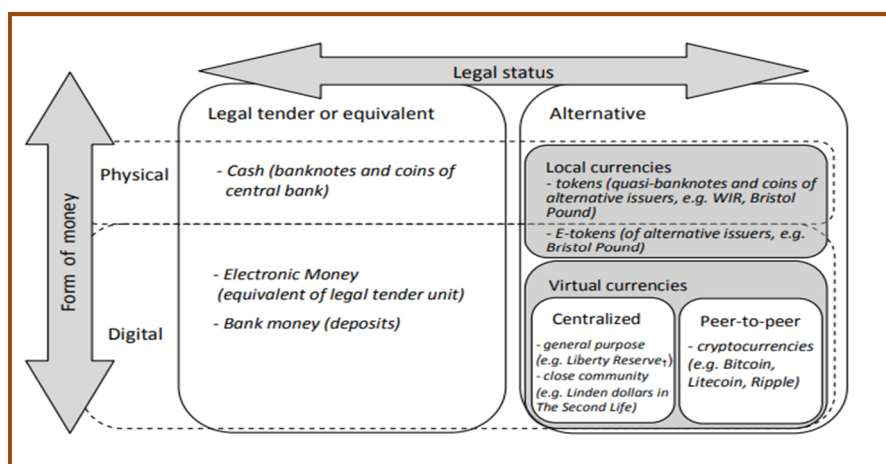 Legal status
Legal tender or equivalent
Alternative
Form of money
Physical
- Cash (banknotes and coins of
central bank)
Local currencies
- tokens (quasi-banknotes and coins of
alternative issuers, e.g. WIR, Bristol
Pound)
- E-tokens (of alternative issuers, e.g.
Bristol Pound)
Digital
- Electronic Money
(equivalent of legal tender unit)
- Bank money (deposits)
Virtual currencies
Centralized
- general purpose
(e.g. Liberty Reserve†)
- close community
(e.g. Linden dollars in
The Second Life)
Peer-to-peer
- cryptocurrencies
(e.g. Bitcoin,
Litecoin, Ripple)